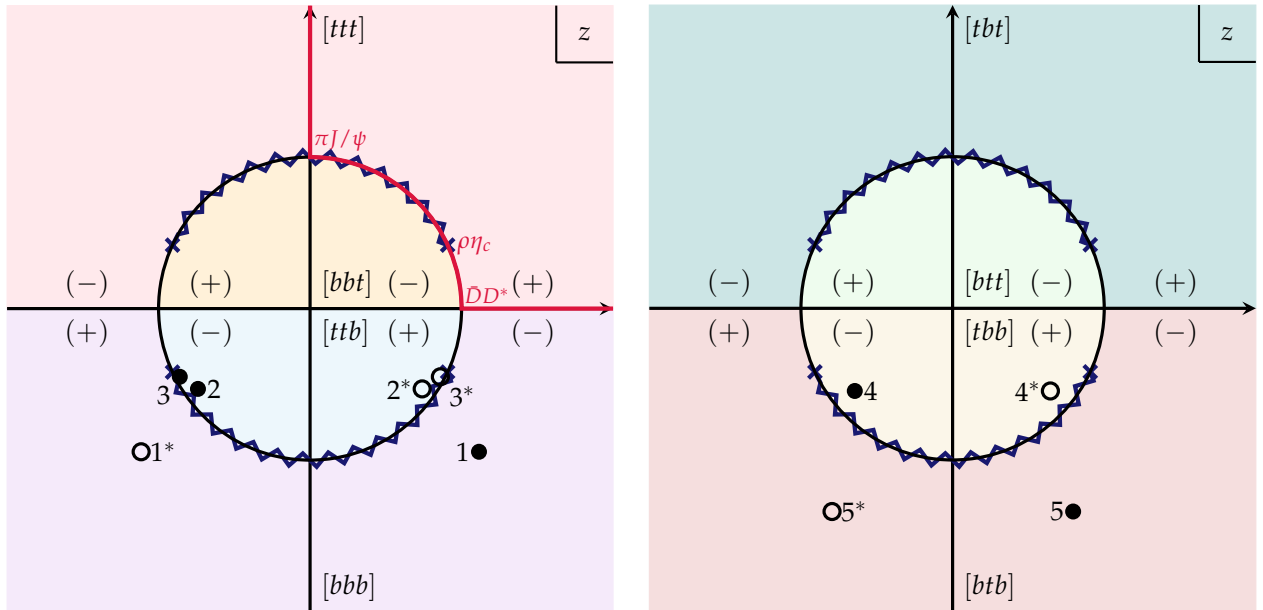 [ttt]
z
πJ/ψ
ρη_c
(−) (+) [bbt] (−) D̄D* (+)
(+) (−) [ttb] (+) (−)
3 2 2* 3*
1* 1
[bbb]
[tbt]
z
(−) (+) [btt] (−) (+)
(+) (−) [tbb] (+) (−)
4 4*
5* 5
[btb]